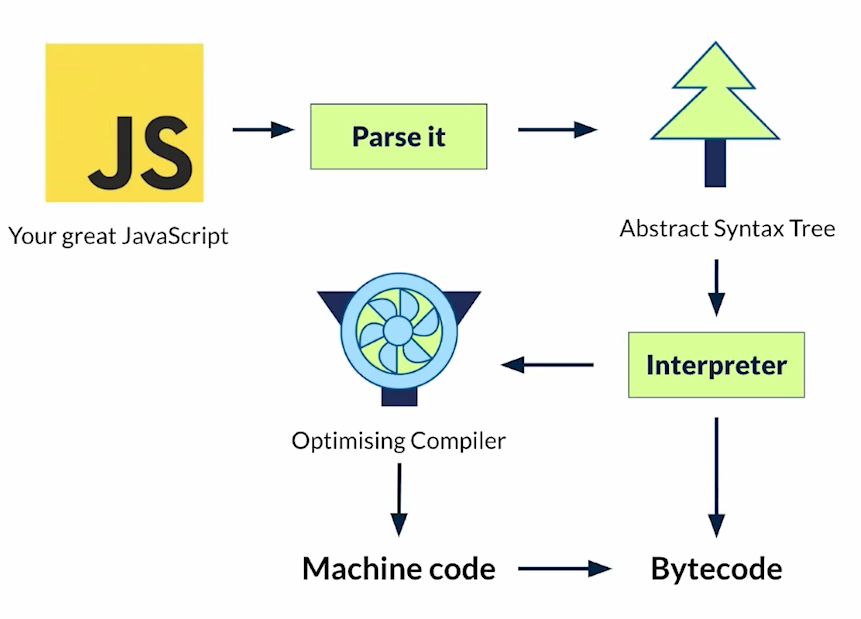 JS
Parse it
Your great JavaScript
Abstract Syntax Tree
Interpreter
Optimising Compiler
Machine code
Bytecode